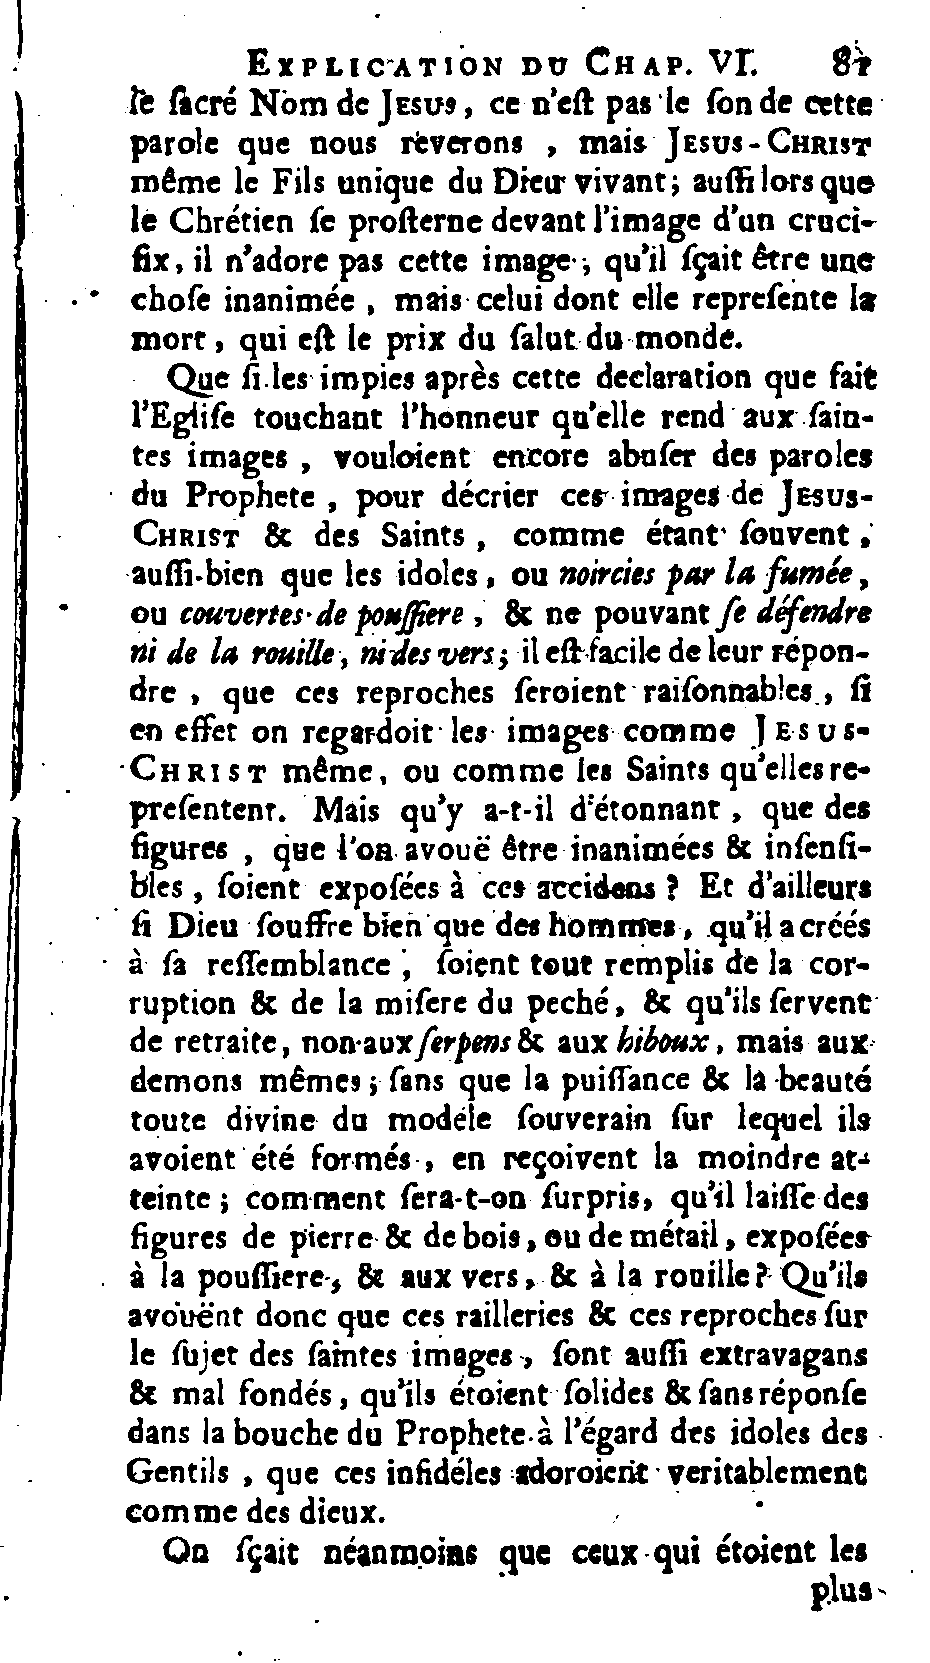 EXPLICATION DU CHAP. VI.
le ſacré Nom de JESUS, ce n'eſt pas le ſon de cette
parole que nous reverons, mais JESUS-CHRIST
même le Fils unique du Dieu vivant; auſſi lors que
le Chrétien ſe proſterne devant l'image d'un cruci-
fix, il n'adore pas cette image, qu'il ſçait être une
choſe inanimée, mais celui dont elle repreſente la
mort, qui eſt le prix du ſalut du monde.
Que ſi les impies après cette declaration que fait
l'Egliſe touchant l'honneur qu'elle rend aux ſain-
tes images, vouloient encore abuſer des paroles
du Prophete, pour décrier ces images de JESUS-
CHRIST & des Saints, comme étant ſouvent,
auſſi-bien que les idoles, ou noircies par la fumée,
ou couvertes de pouſſiere, & ne pouvant ſe défendre
ni de la rouille, ni des vers; il eſt facile de leur répon-
dre, que ces reproches ſeroient raiſonnables, ſi
en effet on regardoit les images comme JESUS-
CHRIST même, ou comme les Saints qu'elles re-
preſentent. Mais qu'y a-t-il d'étonnant, que des
figures, que l'on avouë être inanimées & inſenſi-
bles, ſoient expoſées à ces accidens? Et d'ailleurs
ſi Dieu ſouffre bien que des hommes, qu'il a créés
à ſa reſſemblance, ſoient tout remplis de la cor-
ruption & de la miſere du peché, & qu'ils ſervent
de retraite, non aux ſerpens & aux hiboux, mais aux
demons mêmes; ſans que la puiſſance & la beauté
toute divine du modéle ſouverain ſur lequel ils
avoient été formés, en reçoivent la moindre at-
teinte; comment ſera-t-on ſurpris, qu'il laiſſe des
figures de pierre & de bois, ou de métail, expoſées
à la pouſſiere, & aux vers, & à la rouille? Qu'ils
avouënt donc que ces railleries & ces reproches ſur
le ſujet des ſaintes images, ſont auſſi extravagans
& mal fondés, qu'ils étoient ſolides & ſans réponſe
dans la bouche du Prophete à l'égard des idoles des
Gentils, que ces infidéles adoroient veritablement
comme des dieux.
On ſçait néanmoins que ceux qui étoient les
plus